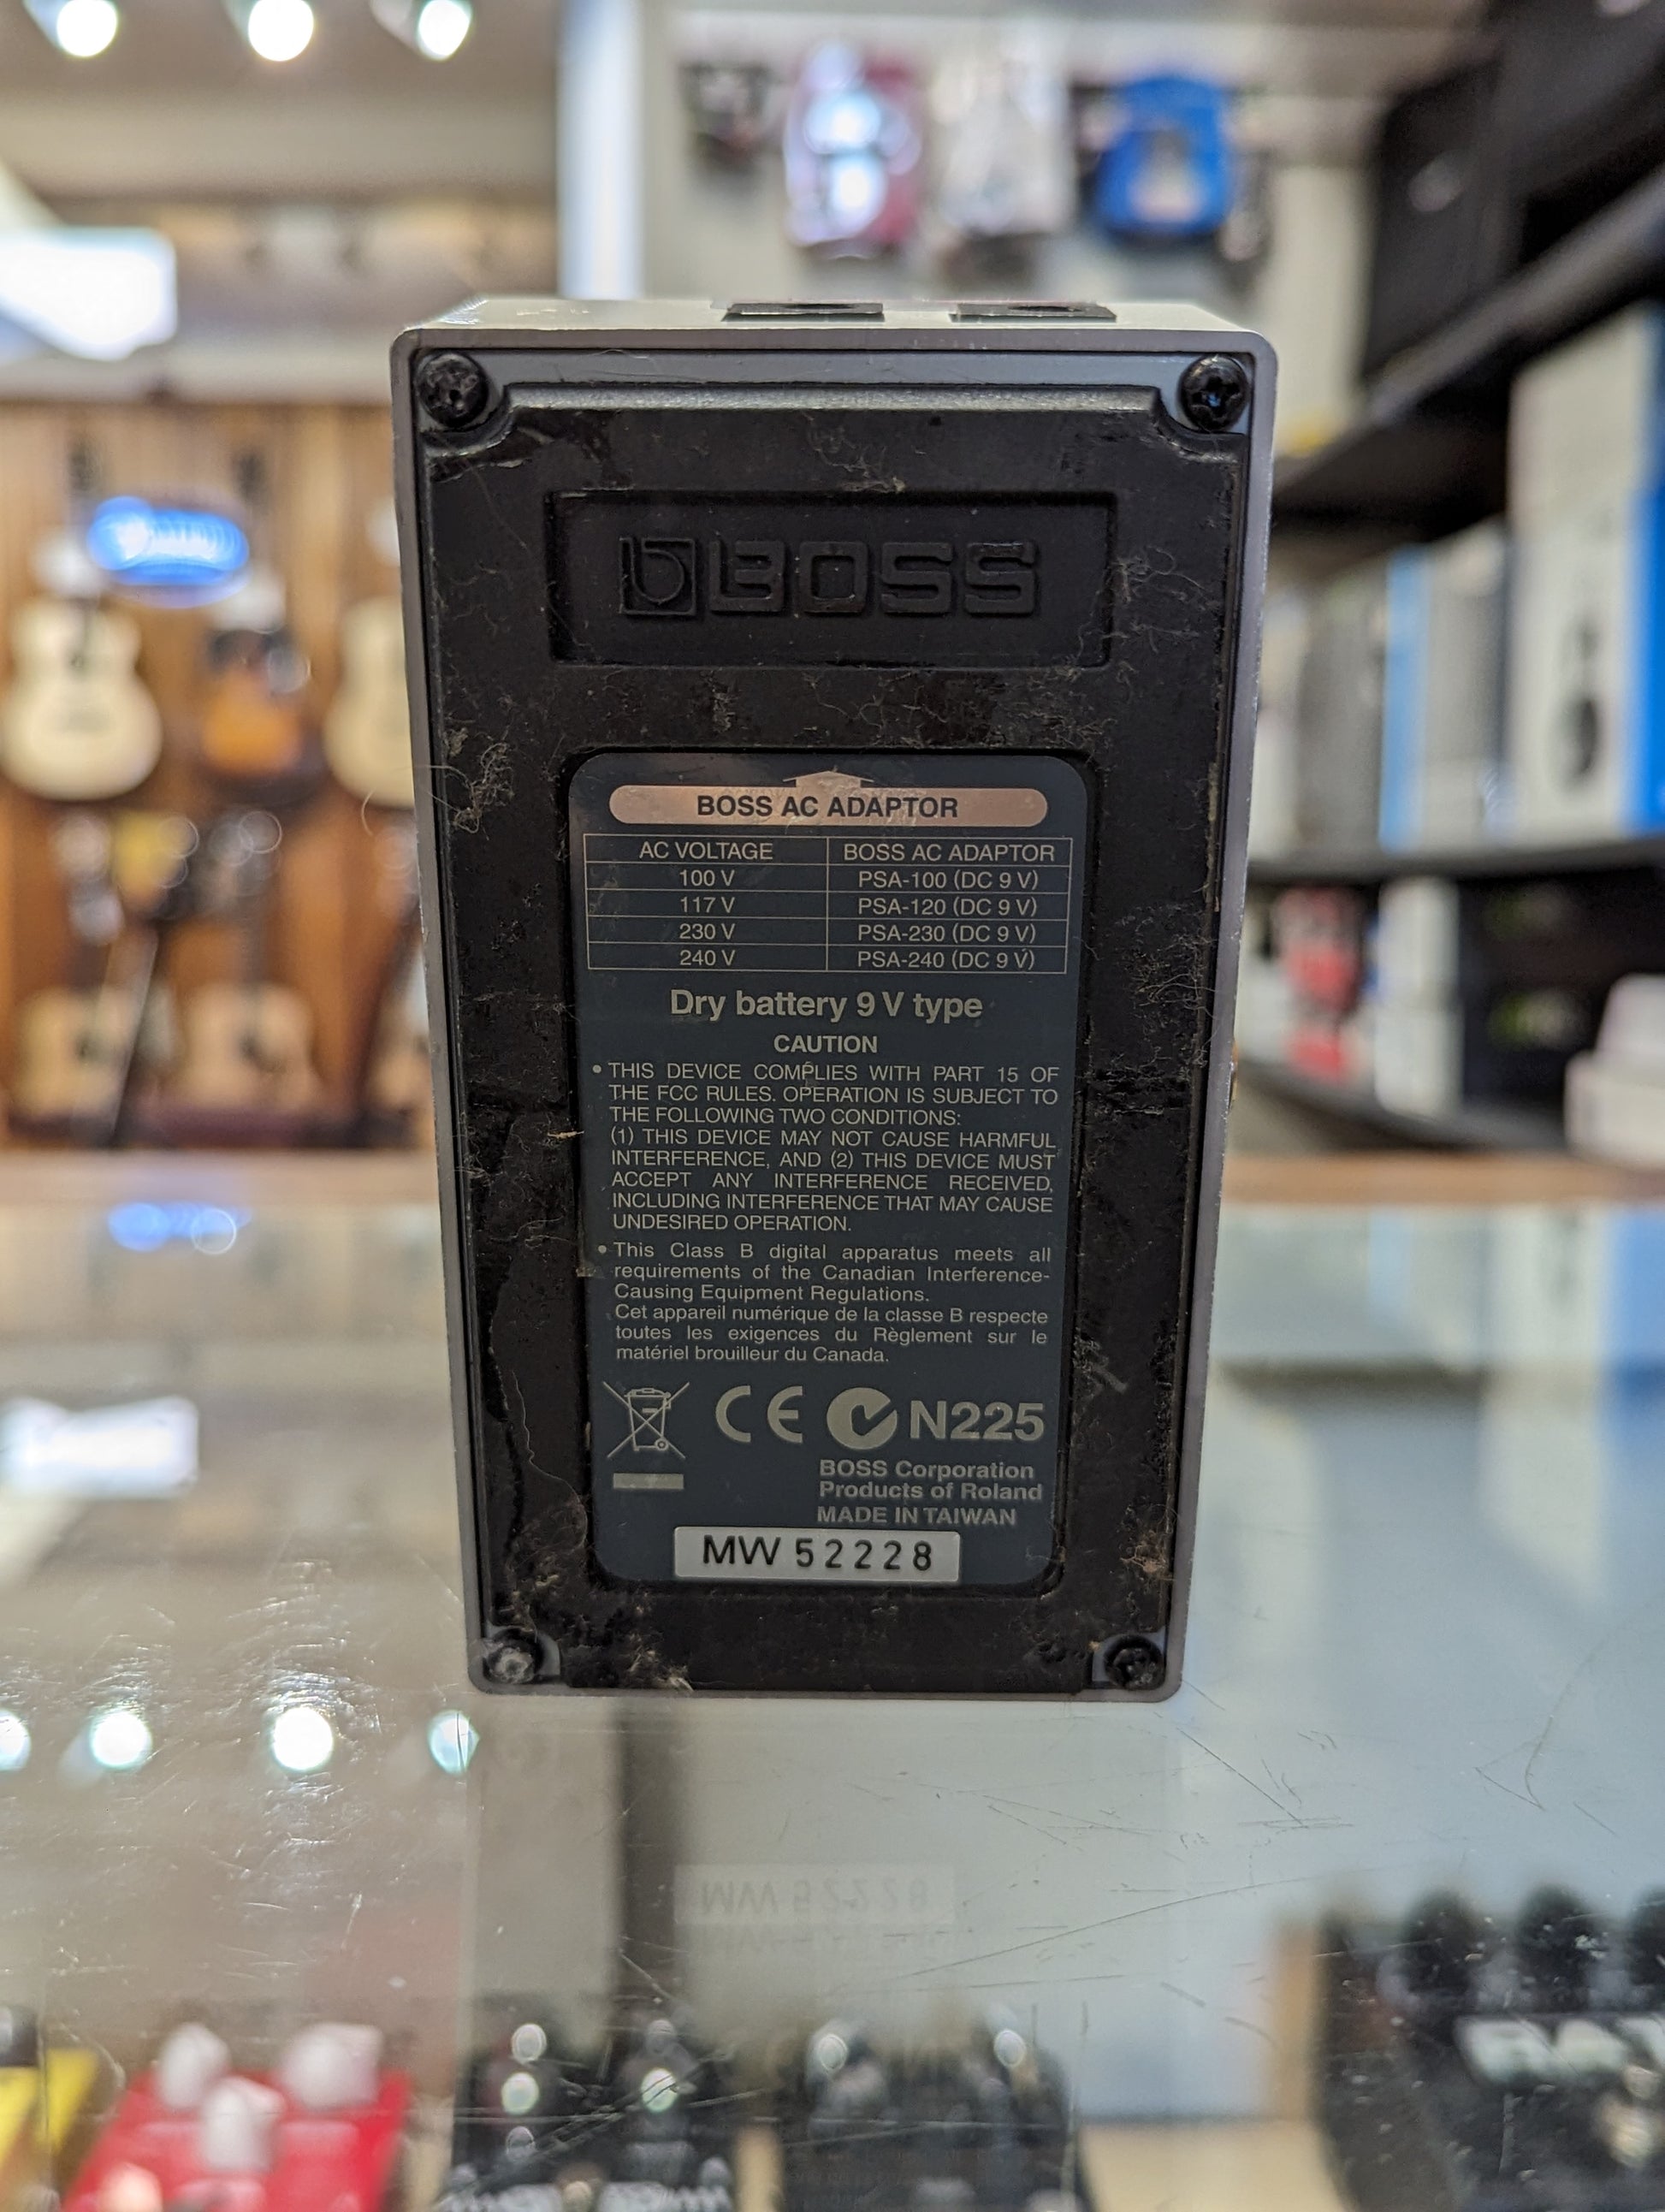 BOSS
BOSS AC ADAPTOR
AC VOLTAGE BOSS AC ADAPTOR
100 V PSA-100 (DC 9 V)
117 V PSA-120 (DC 9 V)
230 V PSA-230 (DC 9 V)
240 V PSA-240 (DC 9 V)
Dry battery 9 V type
CAUTION
• THIS DEVICE COMPLIES WITH PART 15 OF
THE FCC RULES. OPERATION IS SUBJECT TO
THE FOLLOWING TWO CONDITIONS:
(1) THIS DEVICE MAY NOT CAUSE HARMFUL
INTERFERENCE, AND (2) THIS DEVICE MUST
ACCEPT ANY INTERFERENCE RECEIVED,
INCLUDING INTERFERENCE THAT MAY CAUSE
UNDESIRED OPERATION.
• This Class B digital apparatus meets all
requirements of the Canadian Interference-
Causing Equipment Regulations.
Cet appareil numérique de la classe B respecte
toutes les exigences du Règlement sur le
matériel brouilleur du Canada.
CE N225
BOSS Corporation
Products of Roland
MADE IN TAIWAN
MW 52228